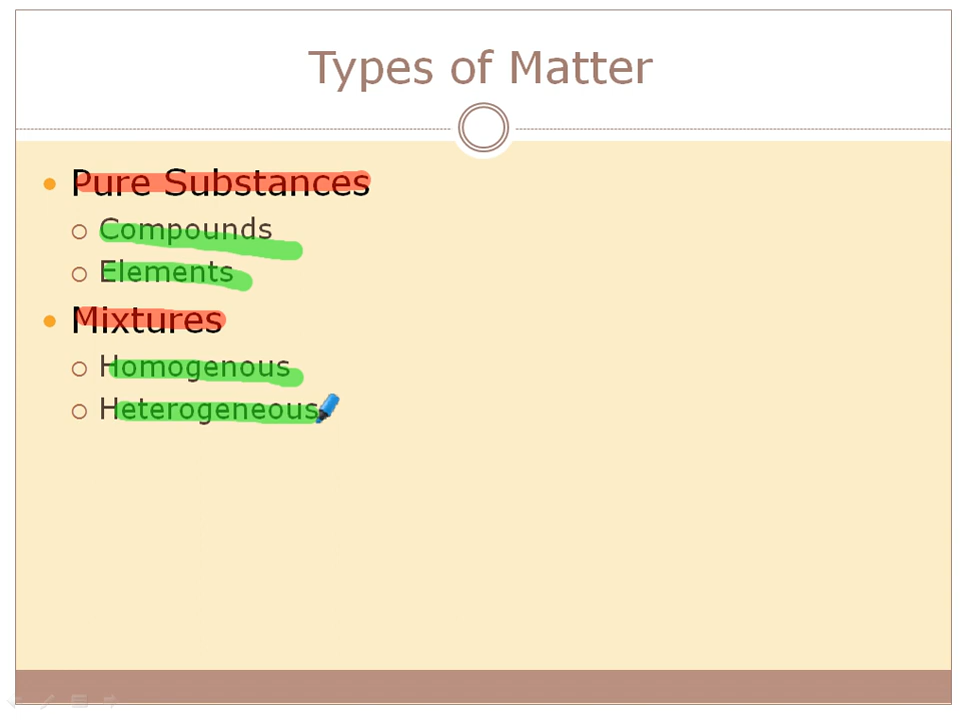 Types of Matter
Pure Substances
Compounds
Elements
Mixtures
Homogenous
Heterogeneous